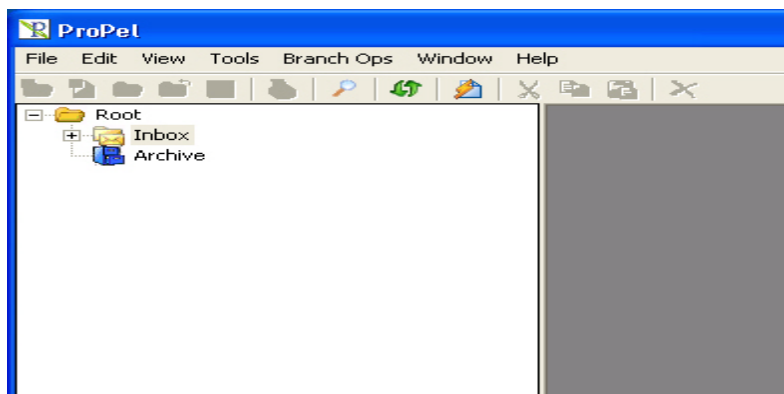 ProPel
File Edit View Tools Branch Ops Window Help
Root
Inbox
Archive